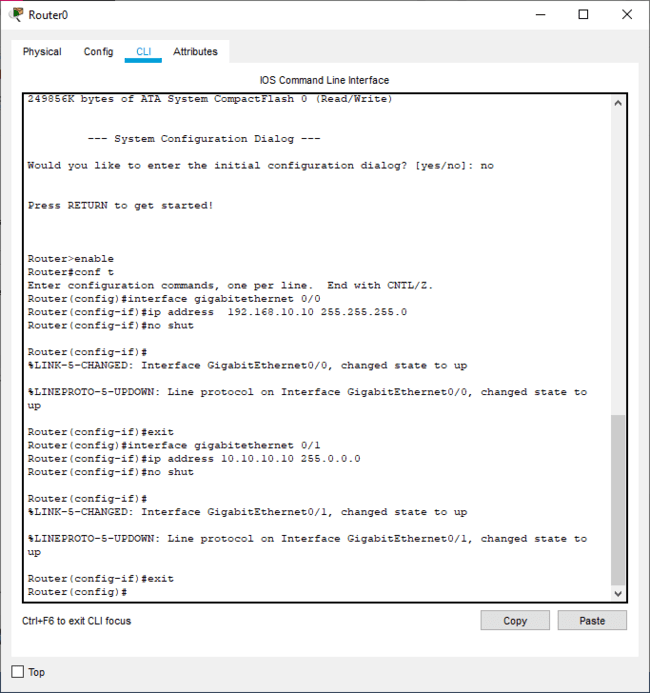 Router0
Physical Config CLI Attributes
IOS Command Line Interface
249856K bytes of ATA System CompactFlash 0 (Read/Write)
--- System Configuration Dialog ---
Would you like to enter the initial configuration dialog? [yes/no]: no
Press RETURN to get started!
Router>enable
Router#conf t
Enter configuration commands, one per line.  End with CNTL/Z.
Router(config)#interface gigabitethernet 0/0
Router(config-if)#ip address  192.168.10.10 255.255.255.0
Router(config-if)#no shut
Router(config-if)#
%LINK-5-CHANGED: Interface GigabitEthernet0/0, changed state to up
%LINEPROTO-5-UPDOWN: Line protocol on Interface GigabitEthernet0/0, changed state to
up
Router(config-if)#exit
Router(config)#interface gigabitethernet 0/1
Router(config-if)#ip address 10.10.10.10 255.0.0.0
Router(config-if)#no shut
Router(config-if)#
%LINK-5-CHANGED: Interface GigabitEthernet0/1, changed state to up
%LINEPROTO-5-UPDOWN: Line protocol on Interface GigabitEthernet0/1, changed state to
up
Router(config-if)#exit
Router(config)#
Ctrl+F6 to exit CLI focus
Copy Paste
Top